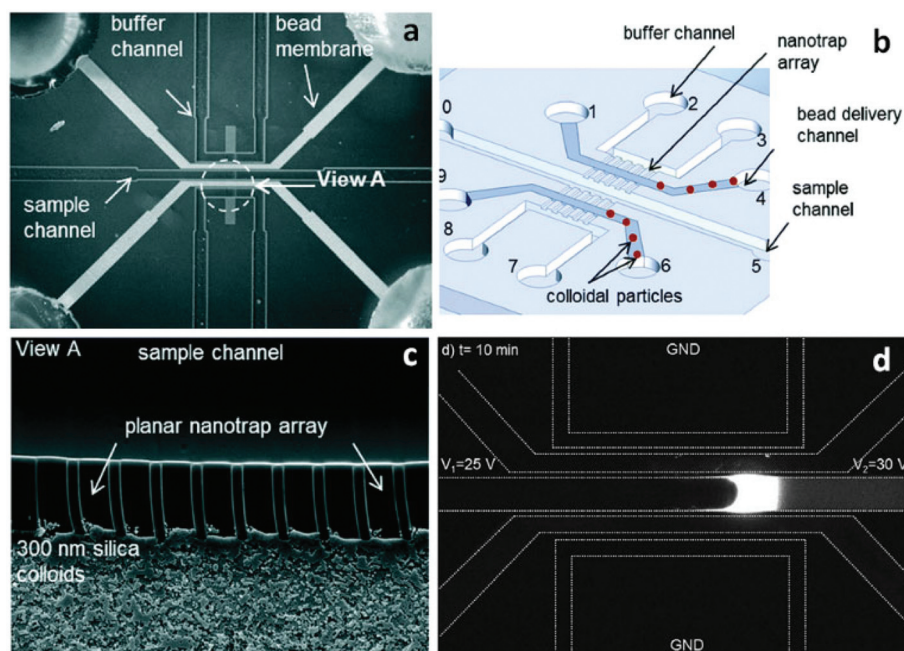 buffer
channel
bead
membrane
a
View A
sample
channel
buffer channel
b
nanotrap
array
bead delivery
channel
sample
channel
0
1
2
3
4
5
6
7
8
9
colloidal particles
View A
sample channel
c
planar nanotrap array
300 nm silica
colloids
d) t= 10 min
GND
d
V₁=25 V
V₂=30 V
GND